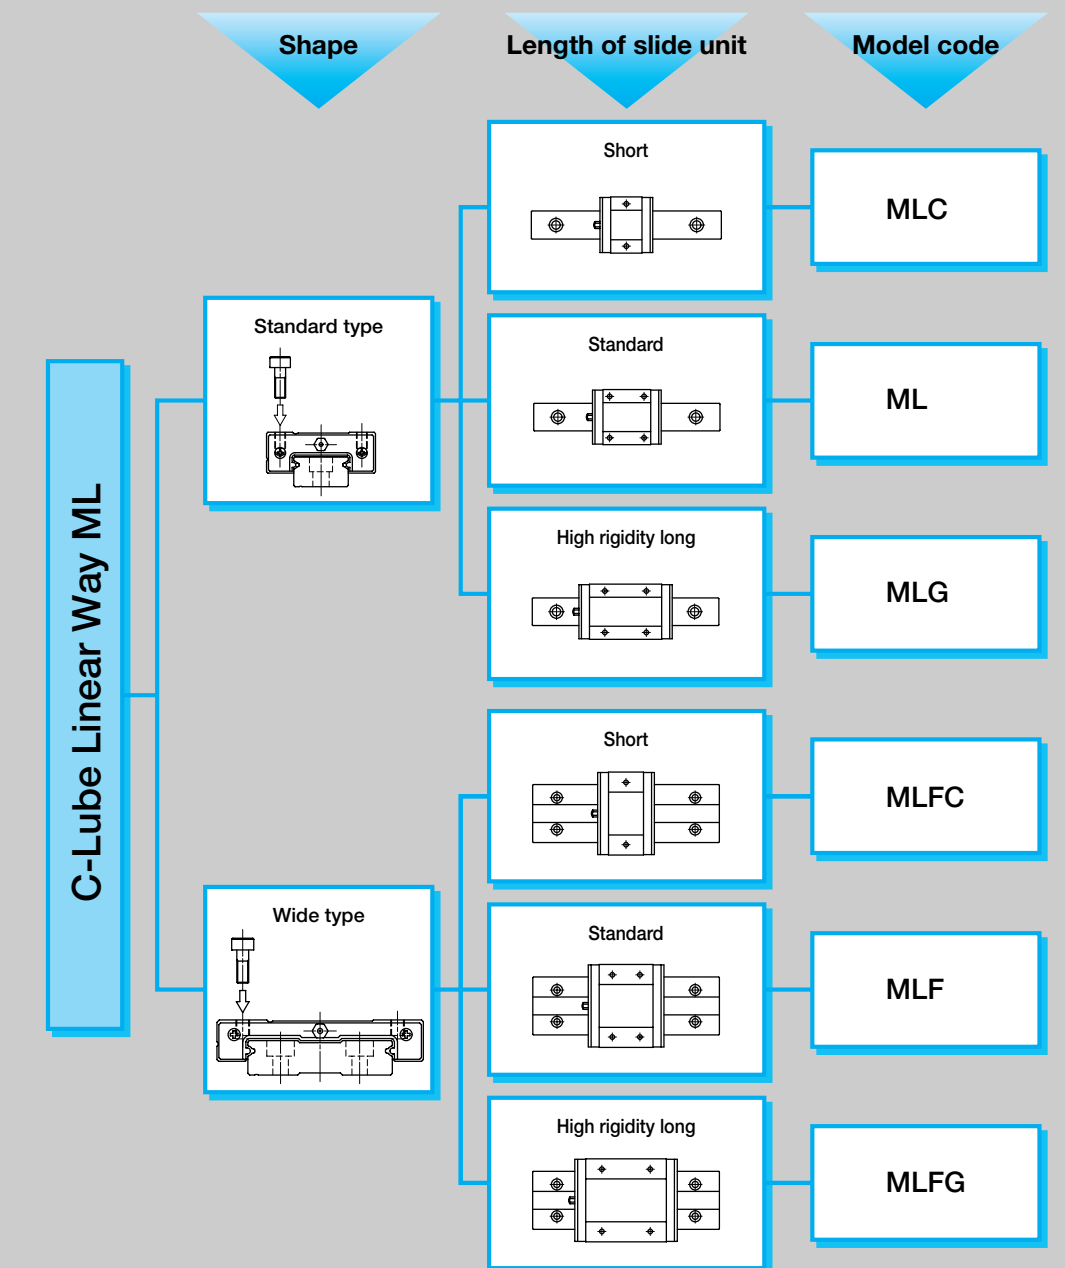 Shape
Length of slide unit
Model code
C-Lube Linear Way ML
Standard type
Short
MLC
Standard
ML
High rigidity long
MLG
Wide type
Short
MLFC
Standard
MLF
High rigidity long
MLFG